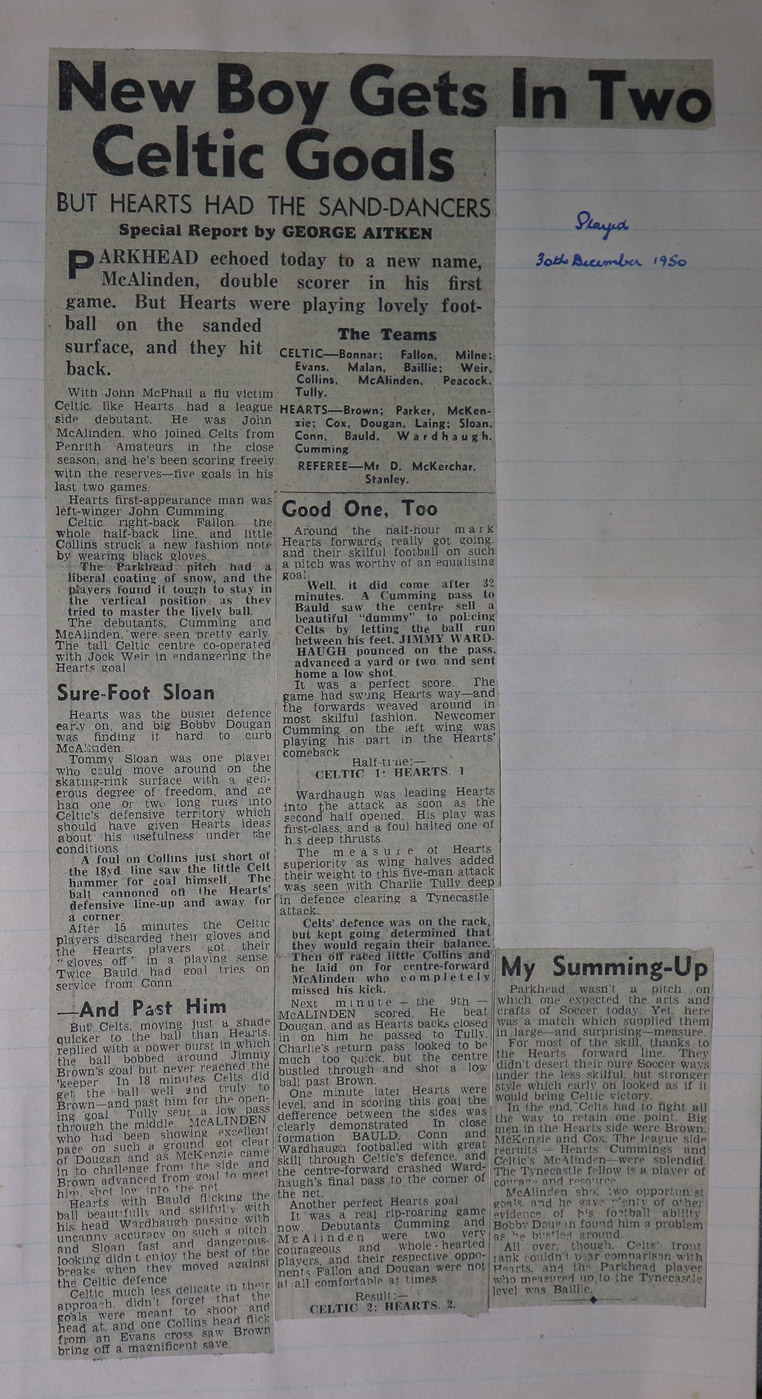 New Boy Gets In Two
Celtic Goals
BUT HEARTS HAD THE SAND-DANCERS
Special Report by GEORGE AITKEN
Played
30th December 1950
PARKHEAD echoed today to a new name,
McAlinden, double scorer in his first
game. But Hearts were playing lovely foot-
ball on the sanded
surface, and they hit
back.
With John McPhail a flu victim
Celtic, like Hearts had a league
side debutant. He was John
McAlinden, who joined Celts from
Penrith Amateurs in the close
season, and he's been scoring freely
with the reserves—five goals in his
last two games.
Hearts first-appearance man was
left-winger John Cumming.
Celtic right-back Fallon the
whole half-back line, and little
Collins struck a new fashion note
by wearing black gloves.
The Parkhead pitch had a
liberal coating of snow, and the
players found it tough to stay in
the vertical position as they
tried to master the lively ball.
The debutants, Cumming and
McAlinden, were seen pretty early
The tall Celtic centre co-operated
with Jock Weir in endangering the
Hearts goal
Sure-Foot Sloan
Hearts was the busier defence
early on, and big Bobby Dougan
was finding it hard to curb
McAlinden.
Tommy Sloan was one player
who could move around on the
skating-rink surface with a gen-
erous degree of freedom, and he
had one or two long runs into
Celtic's defensive territory which
should have given Hearts ideas
about his usefulness under the
conditions
A foul on Collins just short of
the 18yd. line saw the little Celt
hammer for goal himself. The
ball cannoned off the Hearts'
defensive line-up and away for
a corner.
After 15 minutes the Celtic
players discarded their gloves and
the Hearts players got their
"gloves off" in a playing sense
Twice Bauld had goal tries on
service from Conn
—And Past Him
But Celts, moving just a shade
quicker to the ball than Hearts,
replied with a power burst in which
the ball bobbed around Jimmy
Brown's goal but never reached the
'keeper In 18 minutes Celts did
get the ball well and truly to
Brown—and past him for the open-
ing goal Tully sent a low pass
through the middle. McALINDEN
who had been showing excellent
pace on such a ground got clear
of Dougan and as McKenzie came
in to challenge from the side and
Brown advanced from goal to meet
him, shot low into the net
Hearts with Bauld flicking the
ball beautifully and skilfully with
his head Wardhaugh passing with
uncanny accuracy on such a pitch
and Sloan fast and dangerous-
looking didn't enjoy the best of the
breaks when they moved against
the Celtic defence
Celtic much less delicate in their
approach, didn't forget that the
goals were meant to shoot and
head at, and one Collins head flick
from an Evans cross saw Brown
bring off a magnificent save.
The Teams
CELTIC—Bonnar; Fallon, Milne;
Evans, Malan, Baillie; Weir,
Collins, McAlinden, Peacock,
Tully.
HEARTS—Brown; Parker, McKen-
zie; Cox, Dougan, Laing; Sloan,
Conn, Bauld, Wardhaugh,
Cumming
REFEREE—Mr D. McKerchar,
Stanley.
Good One, Too
Around the half-hour mark
Hearts forwards really got going,
and their skilful football on such
a pitch was worthy of an equalising
goal
Well, it did come after 32
minutes. A Cumming pass to
Bauld saw the centre sell a
beautiful "dummy" to policing
Celts by letting the ball run
between his feet. JIMMY WARD-
HAUGH pounced on the pass,
advanced a yard or two, and sent
home a low shot.
It was a perfect score. The
game had swung Hearts way—and
the forwards weaved around in
most skilful fashion. Newcomer
Cumming on the left wing was
playing his part in the Hearts'
comeback
Half-time:—
CELTIC 1: HEARTS. 1
Wardhaugh was leading Hearts
into the attack as soon as the
second half opened. His play was
first-class, and a foul halted one of
his deep thrusts
The measure of Hearts
superiority as wing halves added
their weight to this five-man attack
was seen with Charlie Tully deep
in defence clearing a Tynecastle
attack.
Celts' defence was on the rack,
but kept going determined that
they would regain their balance.
Then off raced little Collins and
he laid on for centre-forward
McAlinden who completely
missed his kick.
Next minute—the 9th—
McALINDEN scored. He beat
Dougan, and as Hearts backs closed
in on him he passed to Tully.
Charlie's return pass looked to be
much too quick, but the centre
bustled through and shot a low
ball past Brown.
One minute later Hearts were
level, and in scoring this goal the
defference between the sides was
clearly demonstrated In close
formation BAULD, Conn and
Wardhaugh footballed with great
skill through Celtic's defence, and
the centre-forward crashed Ward-
haugh's final pass to the corner of
the net.
Another perfect Hearts goal
It was a real rip-roaring game
now. Debutants Cumming and
McAlinden were two very
courageous and whole-hearted
players, and their respective oppo-
nents Fallon and Dougan were not
at all comfortable at times
Result:—
CELTIC 2; HEARTS, 2.
My Summing-Up
Parkhead wasn't a pitch on
which one expected the arts and
crafts of Soccer today. Yet, here
was a match which supplied them
in large—and surprising—measure.
For most of the skill, thanks to
the Hearts forward line. They
didn't desert their pure Soccer ways
under the less skilful, but stronger
style which early on looked as if it
would bring Celtic victory.
In the end, Celts had to fight all
the way to retain one point. Big
men in the Hearts side were Brown,
McKenzie and Cox. The league side
recruits—Hearts Cummings and
Celtic's McAlinden—were splendid.
The Tynecastle fellow is a player of
courage and resource.
McAlinden shot two opportunist
goals, and he gave plenty of other
evidence of his football ability
Bobby Dougan found him a problem
as he bustled around.
All over, though, Celts' front
rank couldn't bear comparison with
Hearts, and the Parkhead player
who measured up to the Tynecastle
level was Baillie.